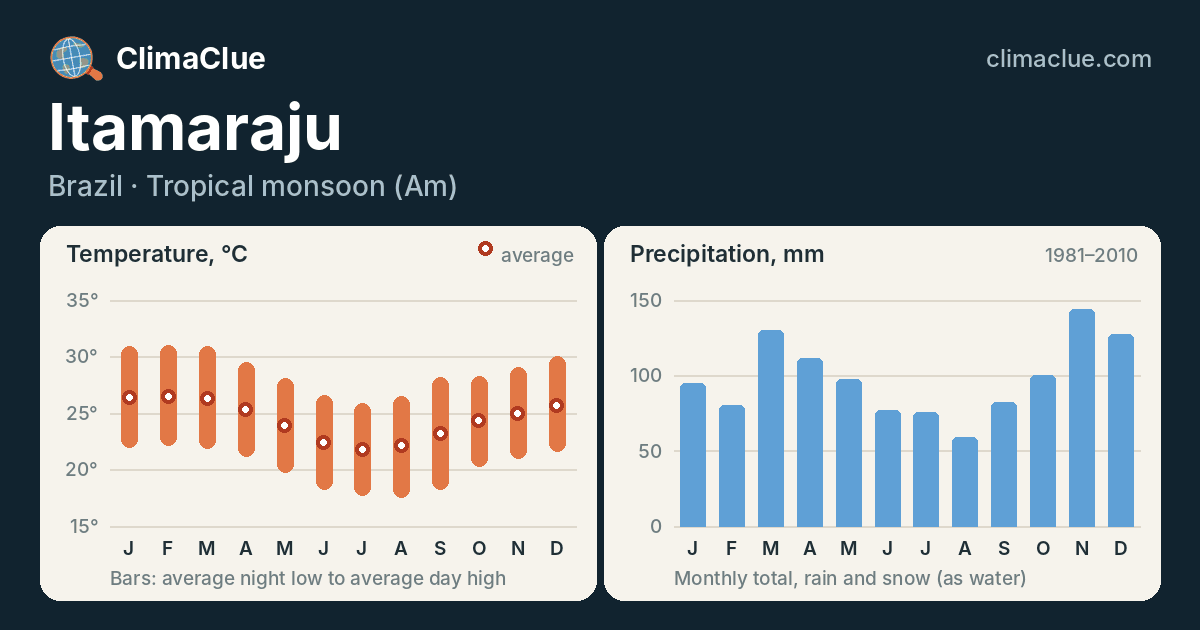 ClimaClue
climaclue.com
Itamaraju
Brazil · Tropical monsoon (Am)
Temperature, °C
average
35°
30°
25°
20°
15°
J F M A M J J A S O N D
Bars: average night low to average day high
Precipitation, mm
1981–2010
150
100
50
0
J F M A M J J A S O N D
Monthly total, rain and snow (as water)